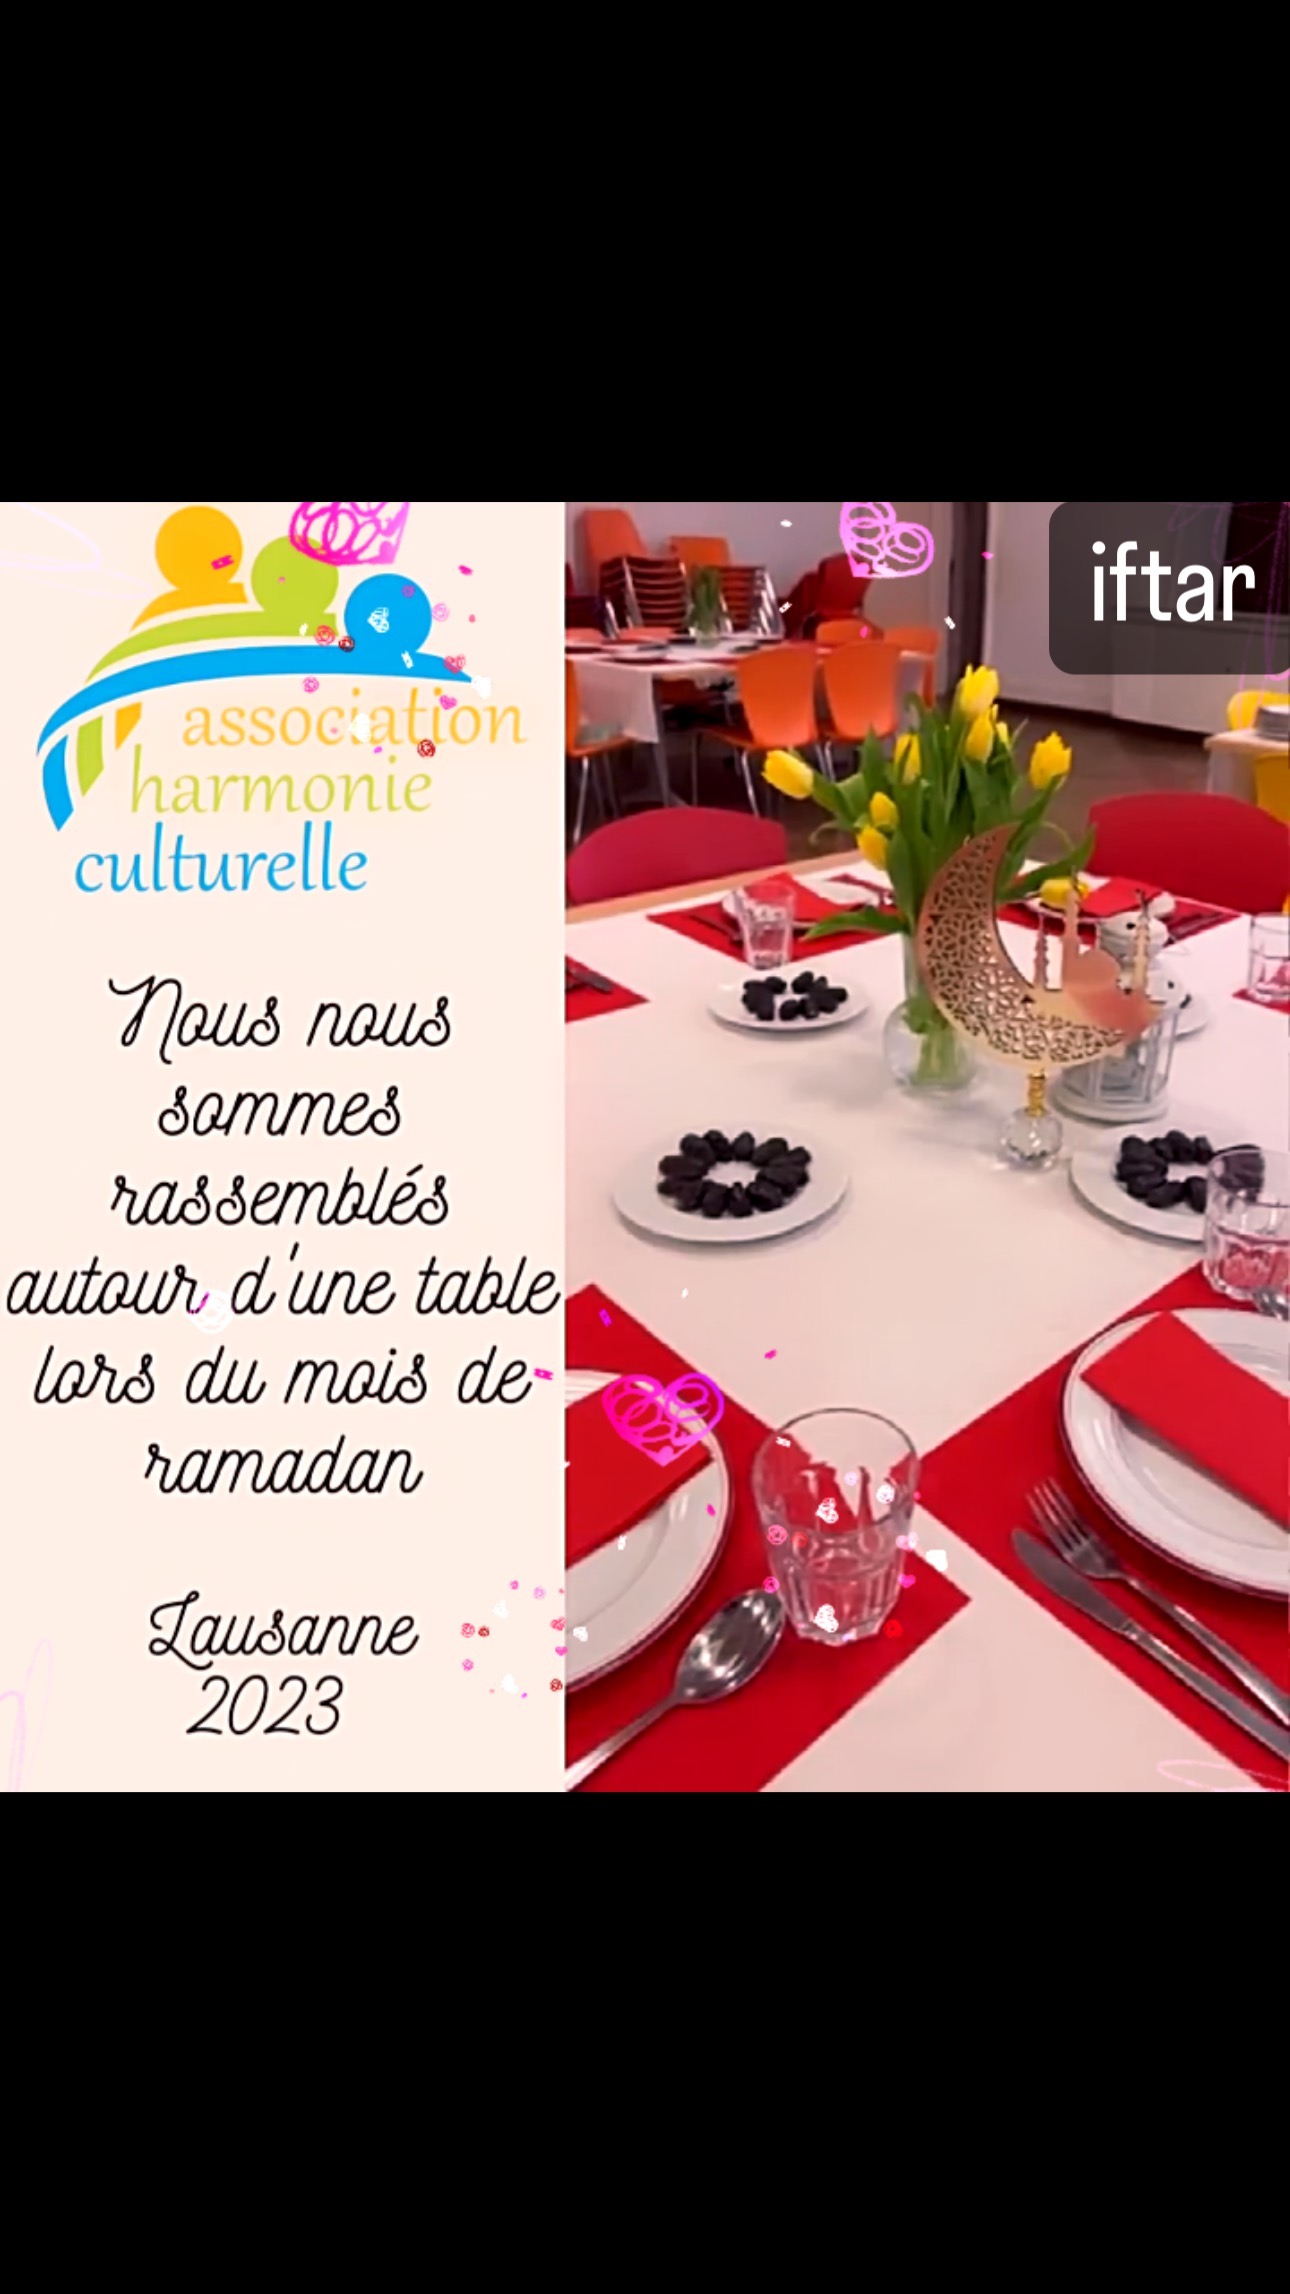 association
harmonie
culturelle
Nous nous
sommes
rassemblés
autour d'une table
lors du mois de
ramadan
Lausanne
2023
iftar